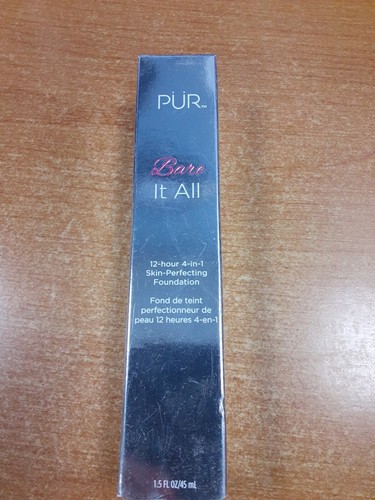 PÜR™
Bare
It All
12-hour 4-in-1
Skin-Perfecting
Foundation
Fond de teint
perfectionneur de
peau 12 heures 4-en-1
1.5 FL OZ/45 mL